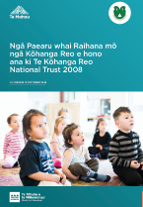 Te Mahau
Ngā Paearu whai Raihana mō
ngā Kōhanga Reo e hono
ana ki Te Kōhanga Reo
National Trust 2008